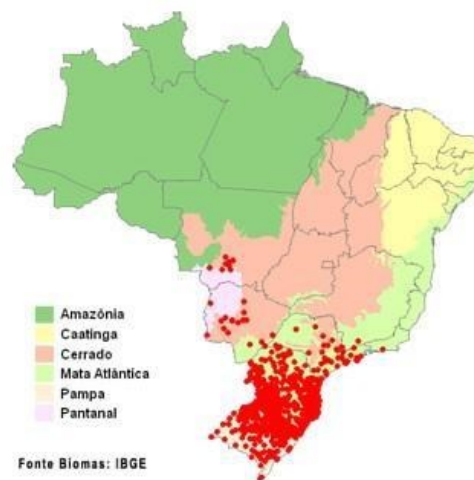 Amazônia
Caatinga
Cerrado
Mata Atlântica
Pampa
Pantanal
Fonte Biomas: IBGE